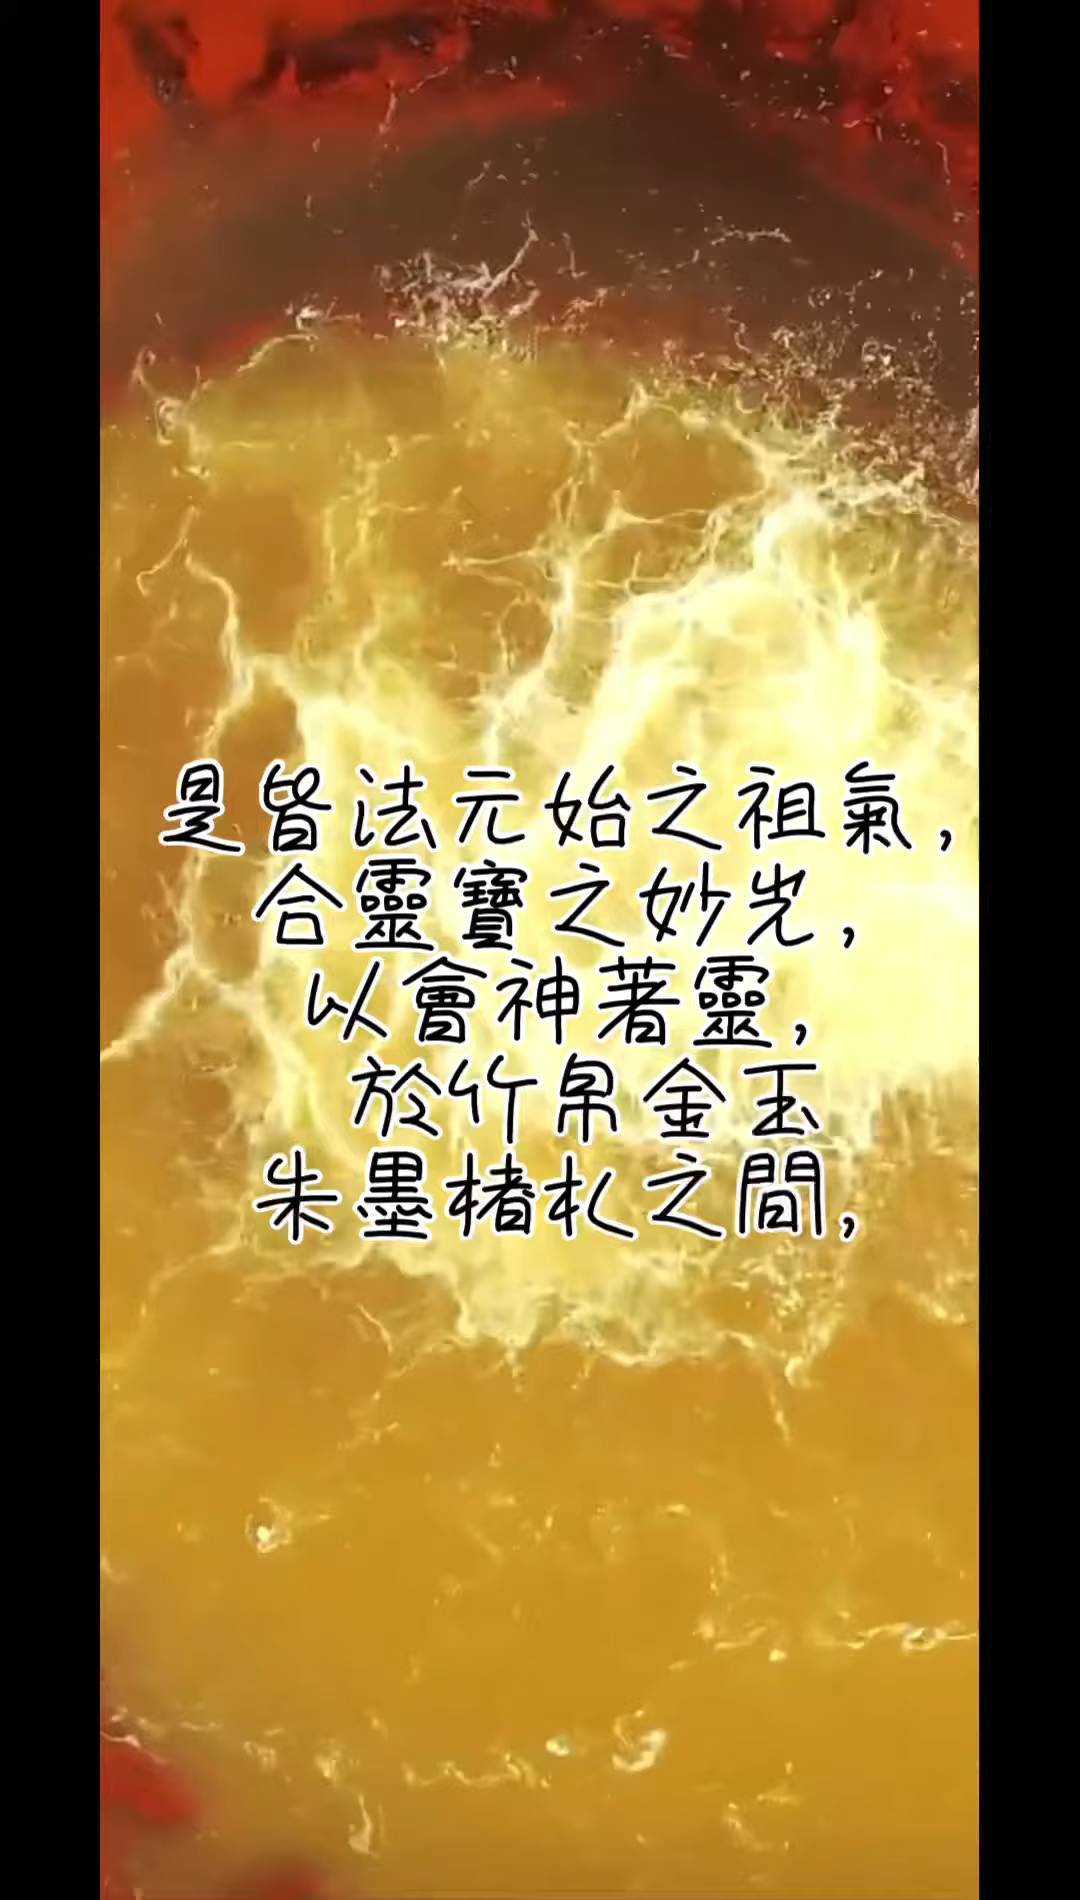 是皆法元始之祖氣，
合靈寶之妙光，
以會神著靈，
於竹帛金玉
朱墨楮札之間，